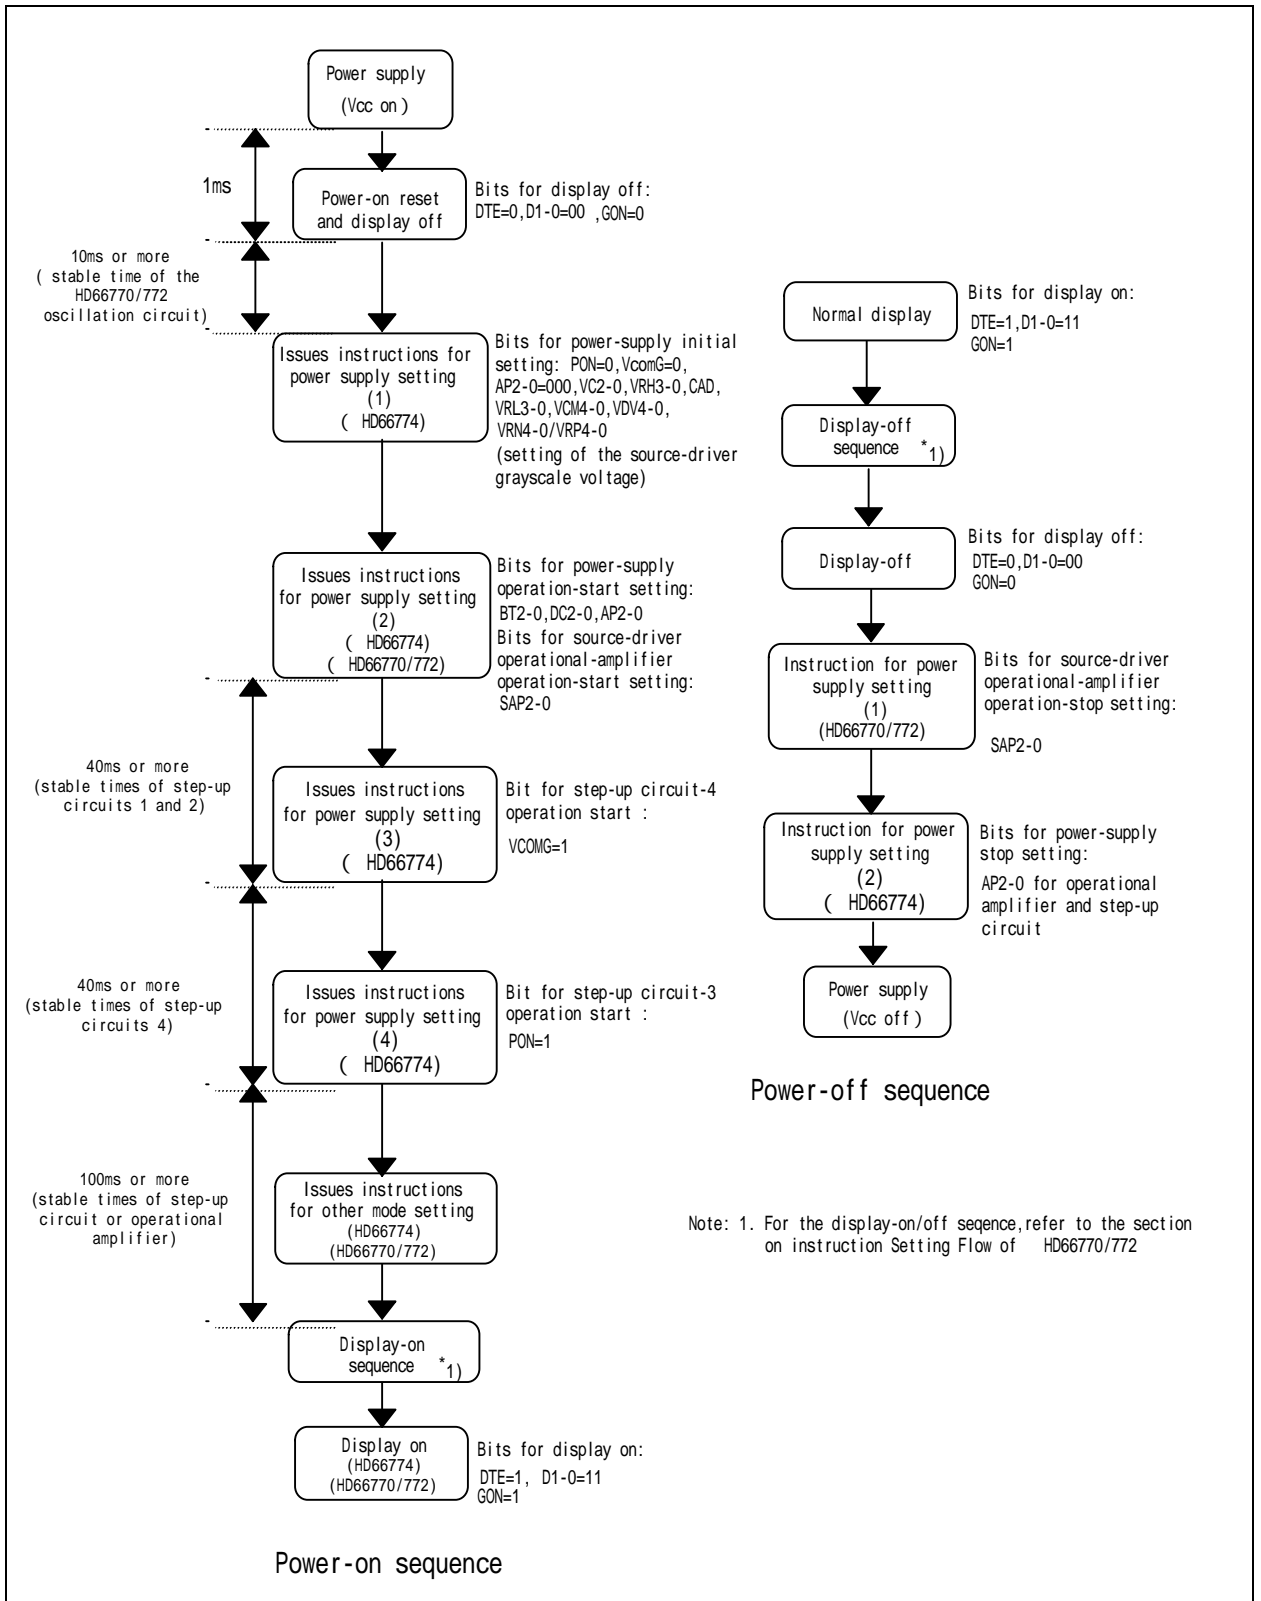 Power supply
(Vcc on)
1ms
Power-on reset
and display off
Bits for display off:
DTE=0,D1-0=00 ,GON=0
10ms or more
( stable time of the
HD66770/772
oscillation circuit)
Issues instructions for
power supply setting
(1)
( HD66774)
Bits for power-supply initial
setting: PON=0,VcomG=0,
AP2-0=000,VC2-0,VRH3-0,CAD,
VRL3-0,VCM4-0,VDV4-0,
VRN4-0/VRP4-0
(setting of the source-driver
grayscale voltage)
Issues instructions
for power supply setting
(2)
( HD66774)
( HD66770/772)
Bits for power-supply
operation-start setting:
BT2-0,DC2-0,AP2-0
Bits for source-driver
operational-amplifier
operation-start setting:
SAP2-0
40ms or more
(stable times of step-up
circuits 1 and 2)
Issues instructions
for power supply setting
(3)
( HD66774)
Bit for step-up circuit-4
operation start :
VCOMG=1
40ms or more
(stable times of step-up
circuits 4)
Issues instructions
for power supply setting
(4)
( HD66774)
Bit for step-up circuit-3
operation start :
PON=1
100ms or more
(stable times of step-up
circuit or operational
amplifier)
Issues instructions
for other mode setting
(HD66774)
(HD66770/772)
Display-on
sequence *1)
Display on
(HD66774)
(HD66770/772)
Bits for display on:
DTE=1, D1-0=11
GON=1
Power-on sequence
Normal display
Bits for display on:
DTE=1,D1-0=11
GON=1
Display-off
sequence *1)
Display-off
Bits for display off:
DTE=0,D1-0=00
GON=0
Instruction for power
supply setting
(1)
(HD66770/772)
Bits for source-driver
operational-amplifier
operation-stop setting:
SAP2-0
Instruction for power
supply setting
(2)
( HD66774)
Bits for power-supply
stop setting:
AP2-0 for operational
amplifier and step-up
circuit
Power supply
(Vcc off)
Power-off sequence
Note: 1. For the display-on/off seqence,refer to the section
on instruction Setting Flow of HD66770/772